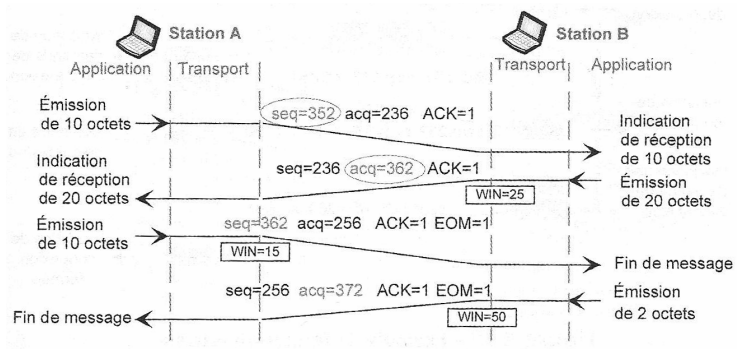 Station A
Station B
Application
Transport
Transport
Application
Émission
de 10 octets
seq=352 acq=236 ACK=1
Indication
de réception
de 10 octets
Indication
de réception
de 20 octets
seq=236 acq=362 ACK=1
WIN=25
Émission
de 20 octets
Émission
de 10 octets
seq=362 acq=256 ACK=1 EOM=1
WIN=15
Fin de message
seq=256 acq=372 ACK=1 EOM=1
WIN=50
Émission
de 2 octets
Fin de message